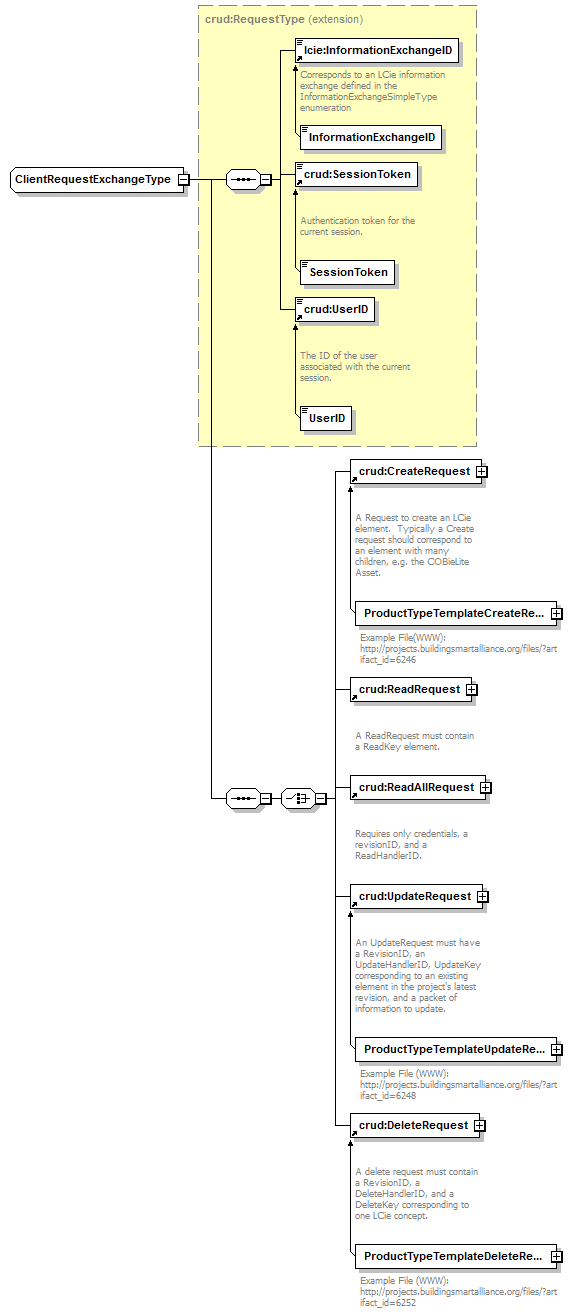 crud:RequestType (extension)
lcie:InformationExchangeID
Corresponds to an LCie information
exchange defined in the
InformationExchangeSimpleType
enumeration
InformationExchangeID
ClientRequestExchangeType
crud:SessionToken
Authentication token for the
current session.
SessionToken
crud:UserID
The ID of the user
associated with the current
session.
UserID
crud:CreateRequest
A Request to create an LCie
element.  Typically a Create
request should correspond to
an element with many
children, e.g. the COBieLite
Asset.
ProductTypeTemplateCreateRe...
Example File(WWW):
http://projects.buildingsmartalliance.org/files/?art
ifact_id=6246
crud:ReadRequest
A ReadRequest must contain
a ReadKey element.
crud:ReadAllRequest
Requires only credentials, a
revisionID, and a
ReadHandlerID.
crud:UpdateRequest
An UpdateRequest must have
a RevisionID, an
UpdateHandlerID, UpdateKey
corresponding to an existing
element in the project's latest
revision, and a packet of
information to update.
ProductTypeTemplateUpdateRe...
Example File (WWW):
http://projects.buildingsmartalliance.org/files/?art
ifact_id=6248
crud:DeleteRequest
A delete request must contain
a RevisionID, a
DeleteHandlerID, and a
DeleteKey corresponding to
one LCie concept.
ProductTypeTemplateDeleteRe...
Example File (WWW):
http://projects.buildingsmartalliance.org/files/?art
ifact_id=6252